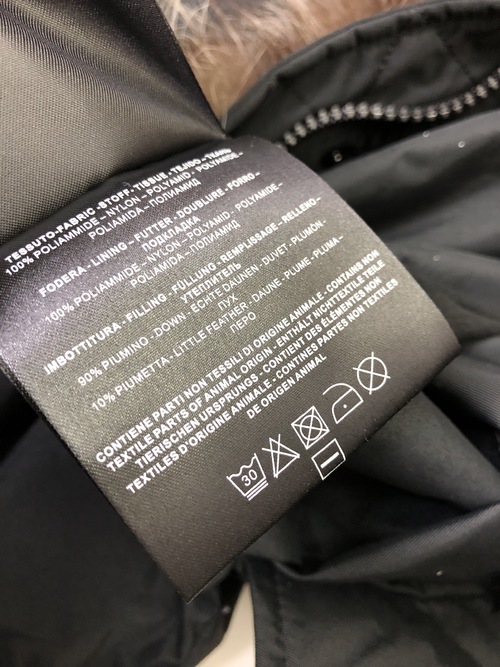 TESSUTO-FABRIC-STOFF-TISSUE-TEJIDO-ТКАНЬ
100% POLIAMMIDE-NYLON-POLYAMID-POLYAMIDE-
POLIAMIDA-ПОЛИАМИД
FODERA-LINING-FUTTER-DOUBLURE-FORRO-
ПОДКЛАДКА
100% POLIAMMIDE-NYLON-POLYAMID-POLYAMIDE-
POLIAMIDA-ПОЛИАМИД
IMBOTTITURA-FILLING-FÜLLUNG-REMPLISSAGE-RELLENO-
УТЕПЛИТЕЛЬ
90% PIUMINO-DOWN-ECHTE DAUNEN-DUVET-PLUMÓN-
ПУХ
10% PIUMETTA-LITTLE FEATHER-DAUNE-PLUME-PLUMA-
ПЕРО
CONTIENE PARTI NON TESSILI DI ORIGINE ANIMALE-CONTAINS NON
TEXTILE PARTS OF ANIMAL ORIGIN-ENTHÄLT NICHTTEXTILE TEILE
TIERISCHEN URSPRUNGS-CONTIENT DES ÉLÉMENTS NON
TEXTILES D'ORIGINE ANIMALE-CONTINES PARTES NON TEXTILES
DE ORIGEN ANIMAL
30